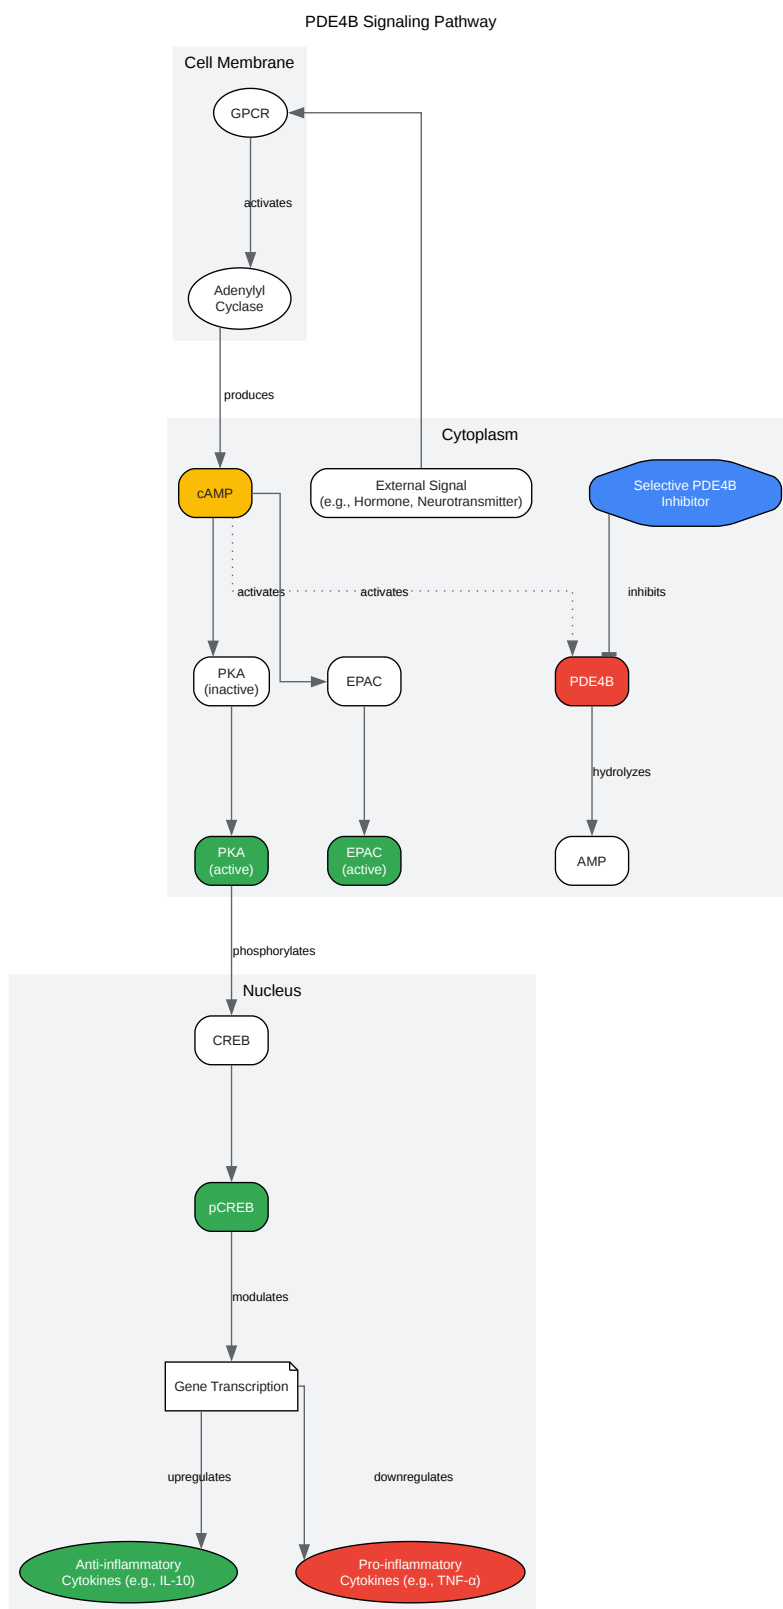 PDE4B Signaling Pathway
Cell Membrane
GPCR
activates
Adenylyl
Cyclase
produces
Cytoplasm
cAMP
External Signal
(e.g., Hormone, Neurotransmitter)
Selective PDE4B
Inhibitor
activates
activates
inhibits
PKA
(inactive)
EPAC
PDE4B
hydrolyzes
PKA
(active)
EPAC
(active)
AMP
phosphorylates
Nucleus
CREB
pCREB
modulates
Gene Transcription
upregulates
downregulates
Anti-inflammatory
Cytokines (e.g., IL-10)
Pro-inflammatory
Cytokines (e.g., TNF-α)